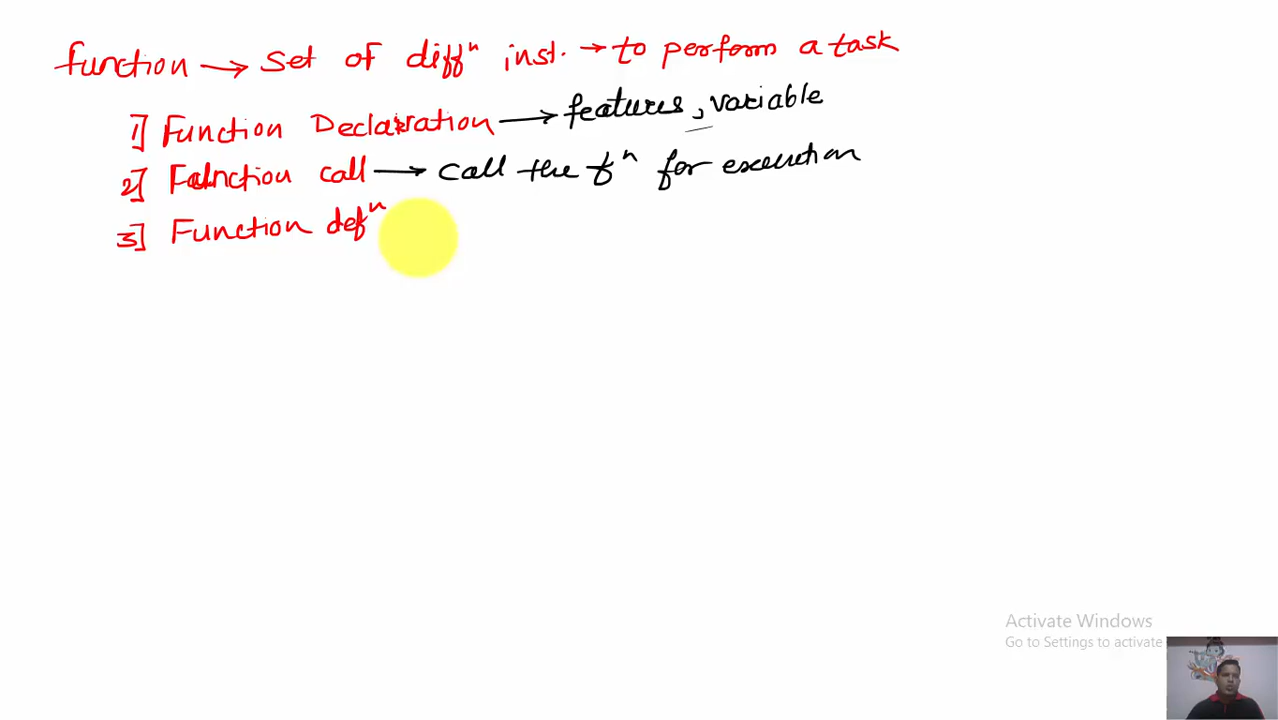 function → set of diffⁿ inst. → to perform a task
1] Function Declaration → features, variable
2] Function call → call the fⁿ for execution
3] Function defⁿ
Activate Windows
Go to Settings to activate